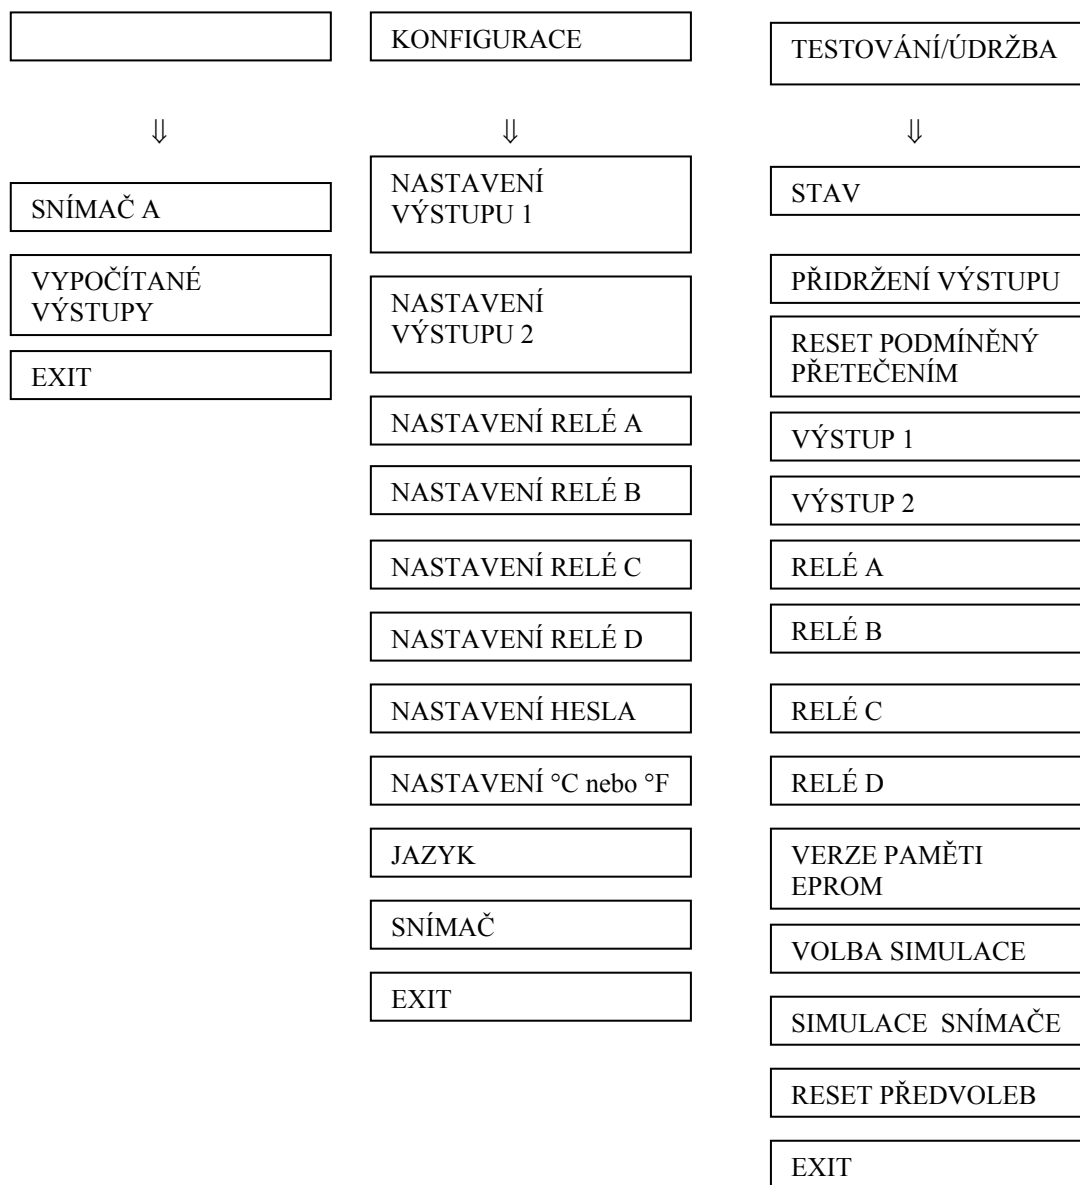 KONFIGURACE
TESTOVÁNÍ/ÚDRŽBA
⇓
⇓
⇓
SNÍMAČ A
VYPOČÍTANÉ
VÝSTUPY
EXIT
NASTAVENÍ
VÝSTUPU 1
NASTAVENÍ
VÝSTUPU 2
NASTAVENÍ RELÉ A
NASTAVENÍ RELÉ B
NASTAVENÍ RELÉ C
NASTAVENÍ RELÉ D
NASTAVENÍ HESLA
NASTAVENÍ °C nebo °F
JAZYK
SNÍMAČ
EXIT
STAV
PŘIDRŽENÍ VÝSTUPU
RESET PODMÍNĚNÝ
PŘETEČENÍM
VÝSTUP 1
VÝSTUP 2
RELÉ A
RELÉ B
RELÉ C
RELÉ D
VERZE PAMĚTI
EPROM
VOLBA SIMULACE
SIMULACE SNÍMAČE
RESET PŘEDVOLEB
EXIT